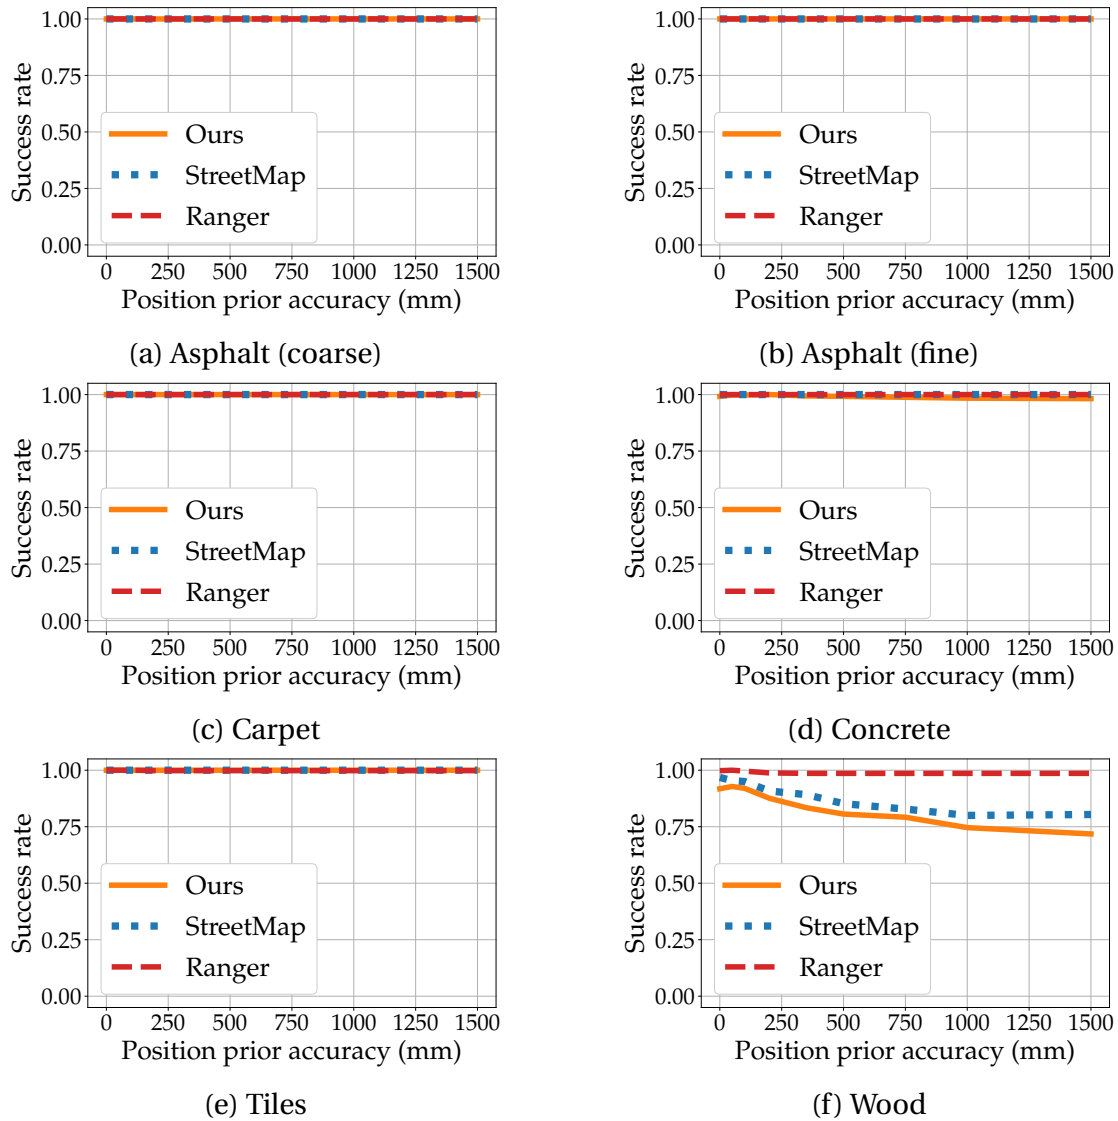 Success rate
1.00
0.75
0.50
0.25
0.00
Ours
StreetMap
Ranger
0 250 500 750 1000 1250 1500
Position prior accuracy (mm)
(a) Asphalt (coarse)
Success rate
1.00
0.75
0.50
0.25
0.00
Ours
StreetMap
Ranger
0 250 500 750 1000 1250 1500
Position prior accuracy (mm)
(b) Asphalt (fine)
Success rate
1.00
0.75
0.50
0.25
0.00
Ours
StreetMap
Ranger
0 250 500 750 1000 1250 1500
Position prior accuracy (mm)
(c) Carpet
Success rate
1.00
0.75
0.50
0.25
0.00
Ours
StreetMap
Ranger
0 250 500 750 1000 1250 1500
Position prior accuracy (mm)
(d) Concrete
Success rate
1.00
0.75
0.50
0.25
0.00
Ours
StreetMap
Ranger
0 250 500 750 1000 1250 1500
Position prior accuracy (mm)
(e) Tiles
Success rate
1.00
0.75
0.50
0.25
0.00
Ours
StreetMap
Ranger
0 250 500 750 1000 1250 1500
Position prior accuracy (mm)
(f) Wood